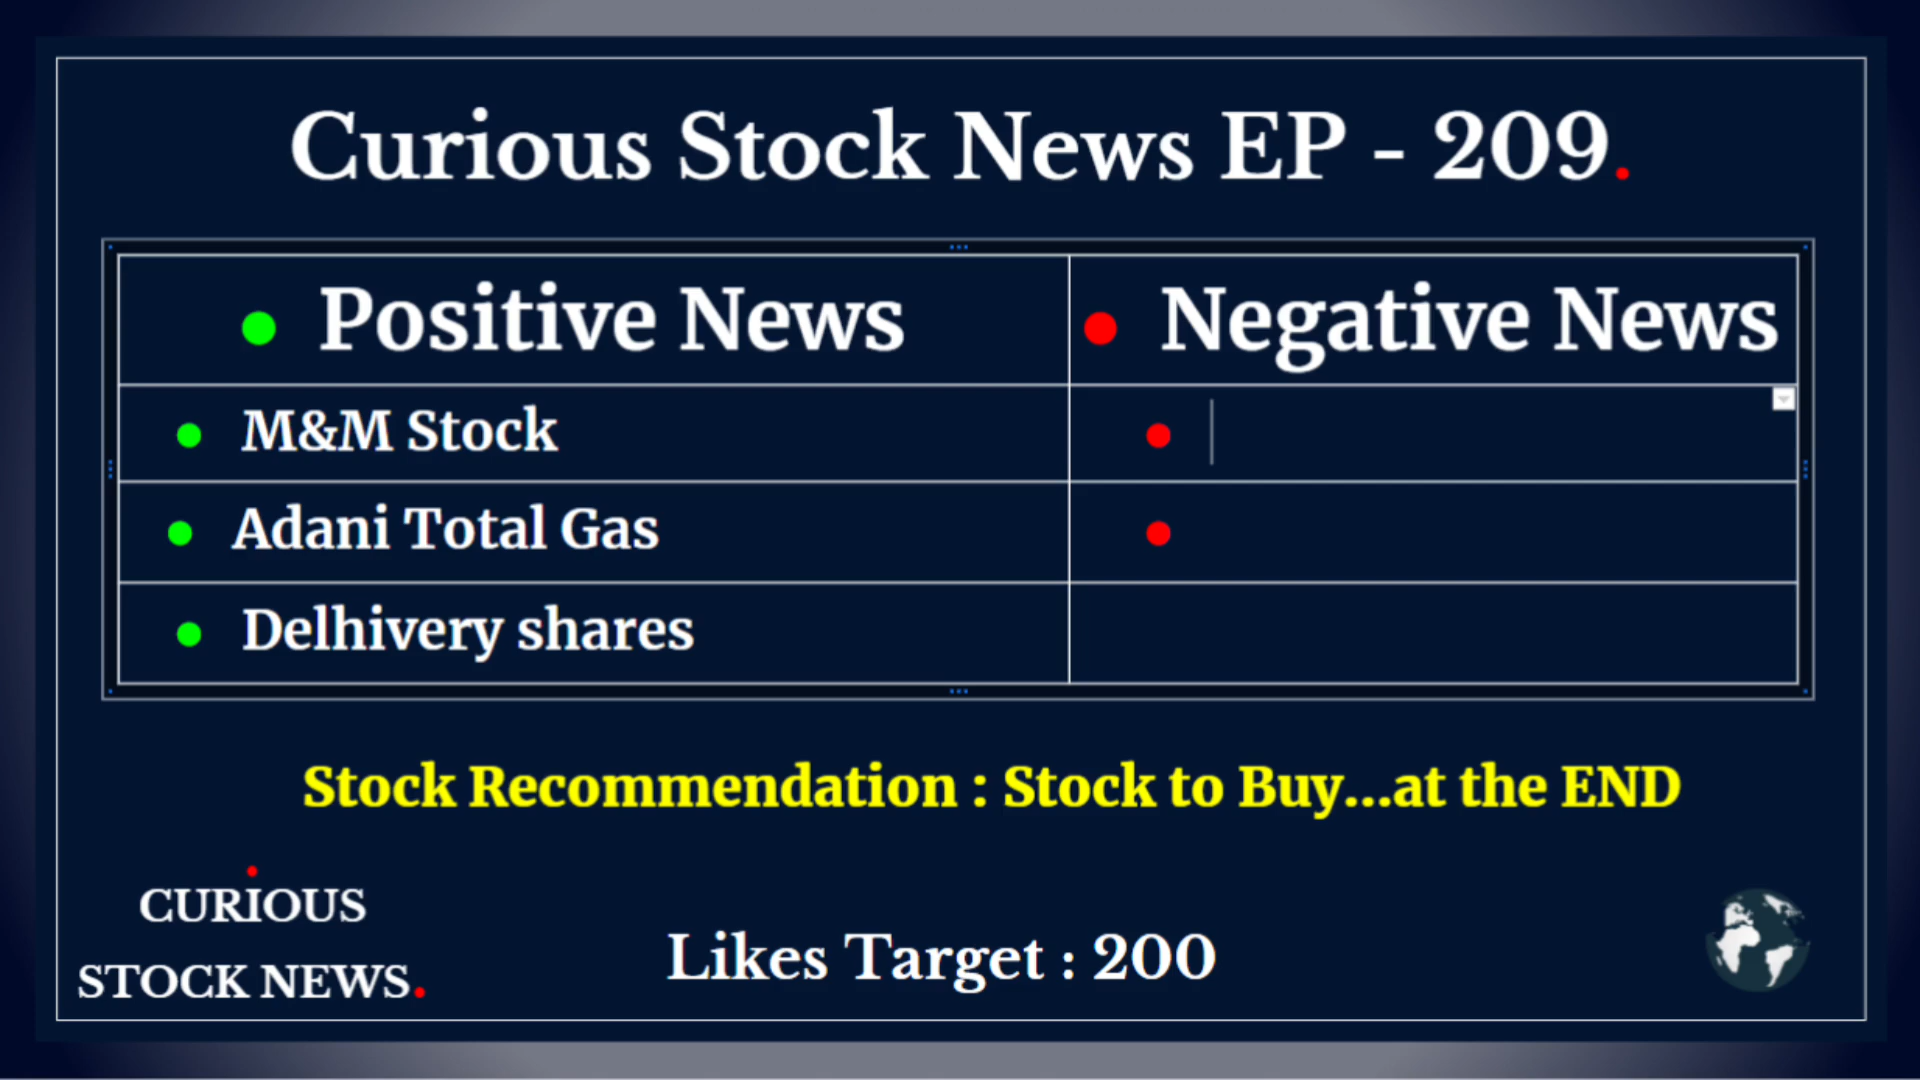 Curious Stock News EP - 209.
Positive News
Negative News
M&M Stock
Adani Total Gas
Delhivery shares
Stock Recommendation : Stock to Buy...at the END
CURIOUS
STOCK NEWS.
Likes Target : 200